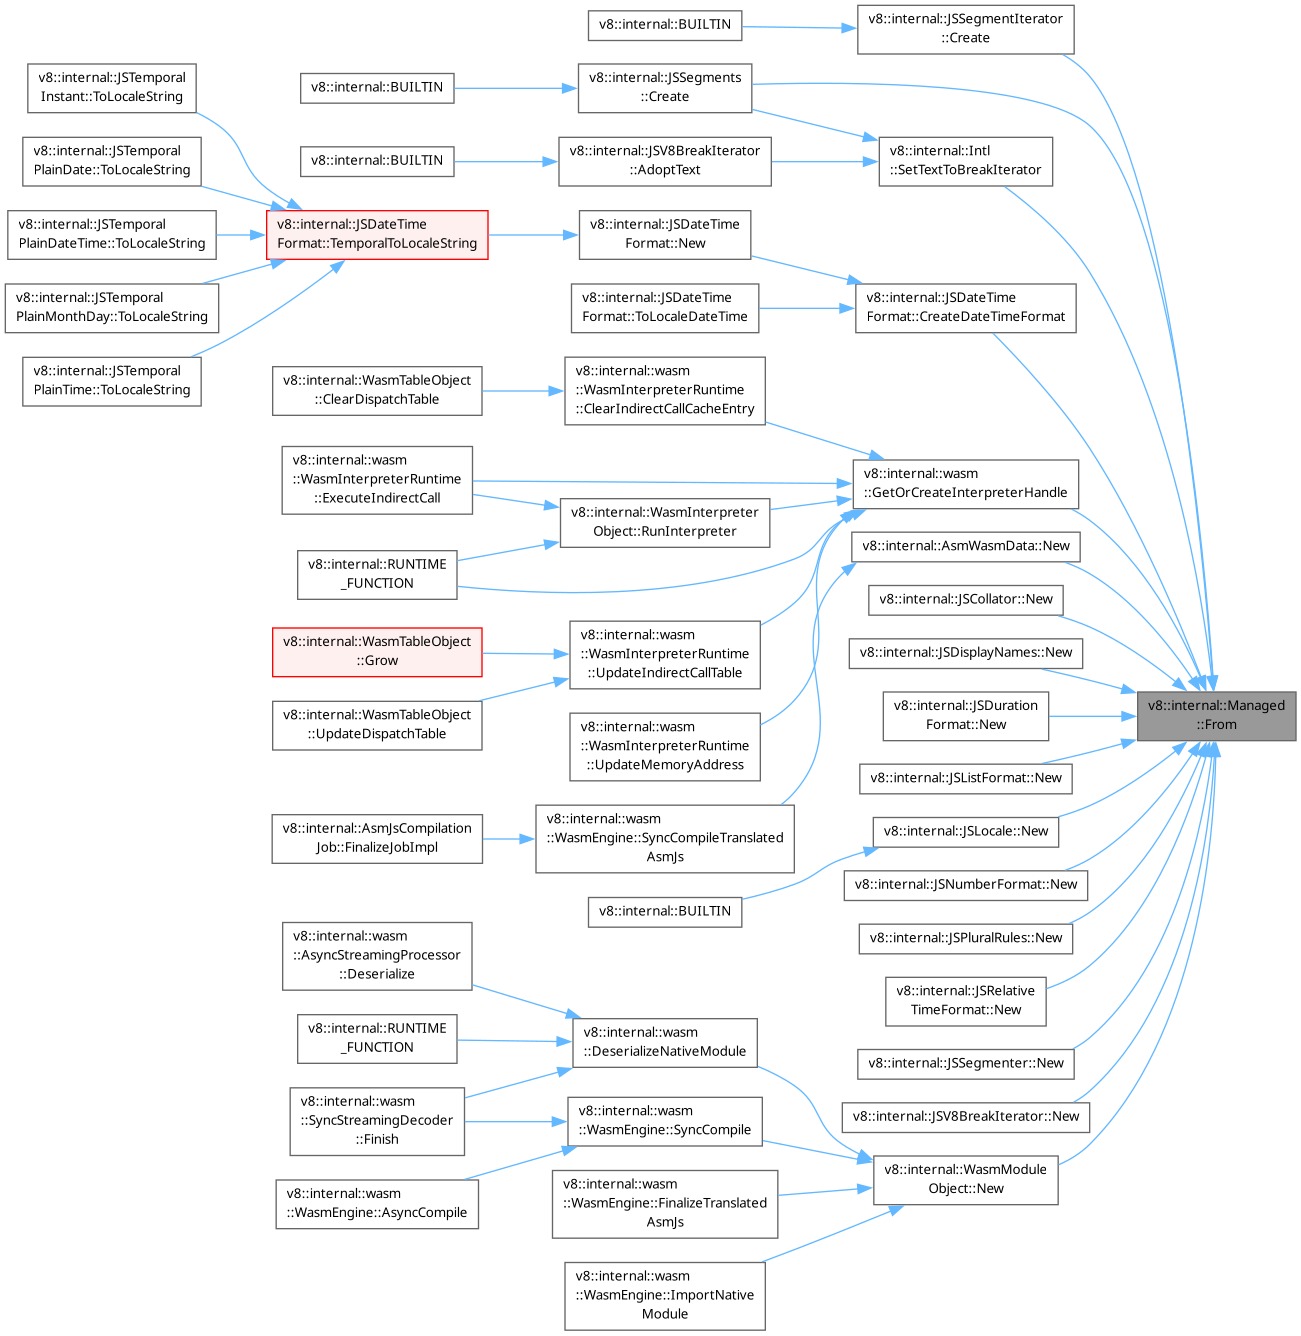 v8::internal::BUILTIN
v8::internal::JSSegmentIterator
::Create
v8::internal::JSTemporal
Instant::ToLocaleString
v8::internal::BUILTIN
v8::internal::JSSegments
::Create
v8::internal::JSTemporal
PlainDate::ToLocaleString
v8::internal::BUILTIN
v8::internal::JSV8BreakIterator
::AdoptText
v8::internal::Intl
::SetTextToBreakIterator
v8::internal::JSTemporal
PlainDateTime::ToLocaleString
v8::internal::JSDateTime
Format::TemporalToLocaleString
v8::internal::JSDateTime
Format::New
v8::internal::JSTemporal
PlainMonthDay::ToLocaleString
v8::internal::JSDateTime
Format::ToLocaleDateTime
v8::internal::JSDateTime
Format::CreateDateTimeFormat
v8::internal::JSTemporal
PlainTime::ToLocaleString
v8::internal::WasmTableObject
::ClearDispatchTable
v8::internal::wasm
::WasmInterpreterRuntime
::ClearIndirectCallCacheEntry
v8::internal::wasm
::WasmInterpreterRuntime
::ExecuteIndirectCall
v8::internal::wasm
::GetOrCreateInterpreterHandle
v8::internal::WasmInterpreter
Object::RunInterpreter
v8::internal::RUNTIME
_FUNCTION
v8::internal::AsmWasmData::New
v8::internal::JSCollator::New
v8::internal::WasmTableObject
::Grow
v8::internal::wasm
::WasmInterpreterRuntime
::UpdateIndirectCallTable
v8::internal::JSDisplayNames::New
v8::internal::WasmTableObject
::UpdateDispatchTable
v8::internal::wasm
::WasmInterpreterRuntime
::UpdateMemoryAddress
v8::internal::JSDuration
Format::New
v8::internal::Managed
::From
v8::internal::JSListFormat::New
v8::internal::AsmJsCompilation
Job::FinalizeJobImpl
v8::internal::wasm
::WasmEngine::SyncCompileTranslated
AsmJs
v8::internal::JSLocale::New
v8::internal::BUILTIN
v8::internal::JSNumberFormat::New
v8::internal::wasm
::AsyncStreamingProcessor
::Deserialize
v8::internal::JSPluralRules::New
v8::internal::JSRelative
TimeFormat::New
v8::internal::RUNTIME
_FUNCTION
v8::internal::wasm
::DeserializeNativeModule
v8::internal::JSSegmenter::New
v8::internal::wasm
::SyncStreamingDecoder
::Finish
v8::internal::wasm
::WasmEngine::SyncCompile
v8::internal::JSV8BreakIterator::New
v8::internal::wasm
::WasmEngine::AsyncCompile
v8::internal::wasm
::WasmEngine::FinalizeTranslated
AsmJs
v8::internal::WasmModule
Object::New
v8::internal::wasm
::WasmEngine::ImportNative
Module